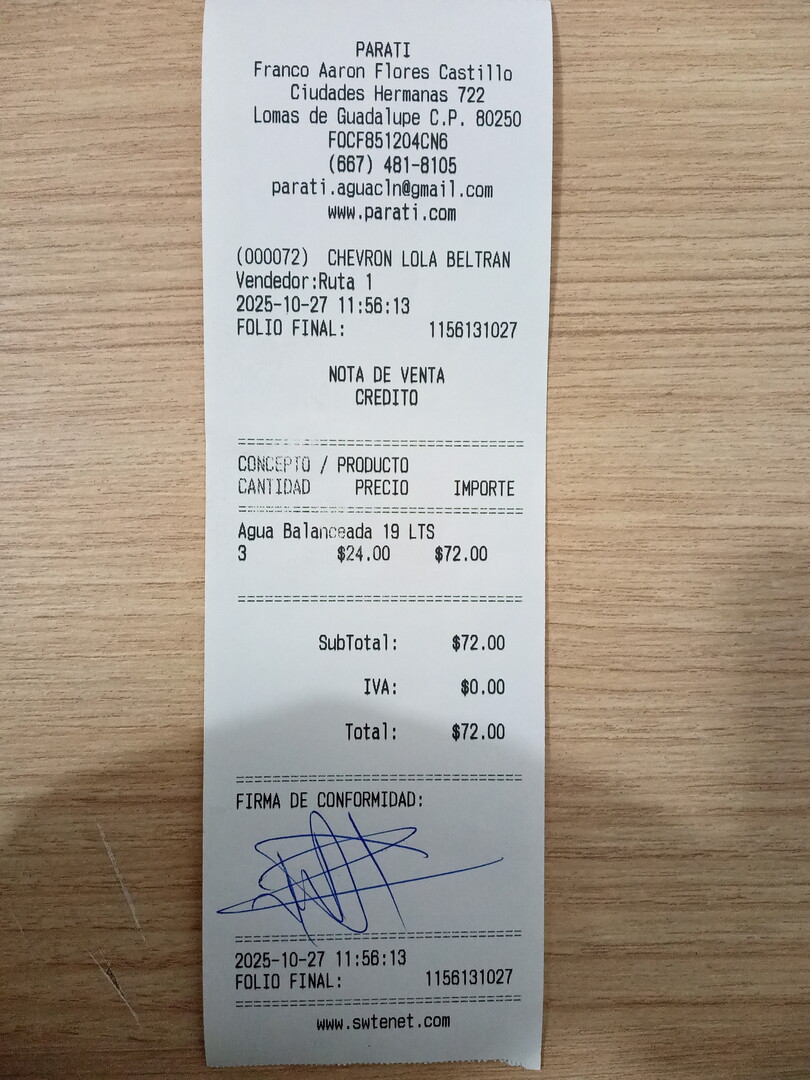 PARATI
Franco Aaron Flores Castillo
Ciudades Hermanas 722
Lomas de Guadalupe C.P. 80250
FOCF851204CN6
(667) 481-8105
parati.aguacln@gmail.com
www.parati.com
(000072) CHEVRON LOLA BELTRAN
Vendedor:Ruta 1
2025-10-27 11:56:13
FOLIO FINAL: 1156131027
NOTA DE VENTA
CREDITO
================================
CONCEPTO / PRODUCTO
CANTIDAD PRECIO IMPORTE
================================
Agua Balanceada 19 LTS
3 $24.00 $72.00
================================
SubTotal: $72.00
IVA: $0.00
Total: $72.00
================================
FIRMA DE CONFORMIDAD:
================================
2025-10-27 11:56:13
FOLIO FINAL: 1156131027
================================
www.swtenet.com